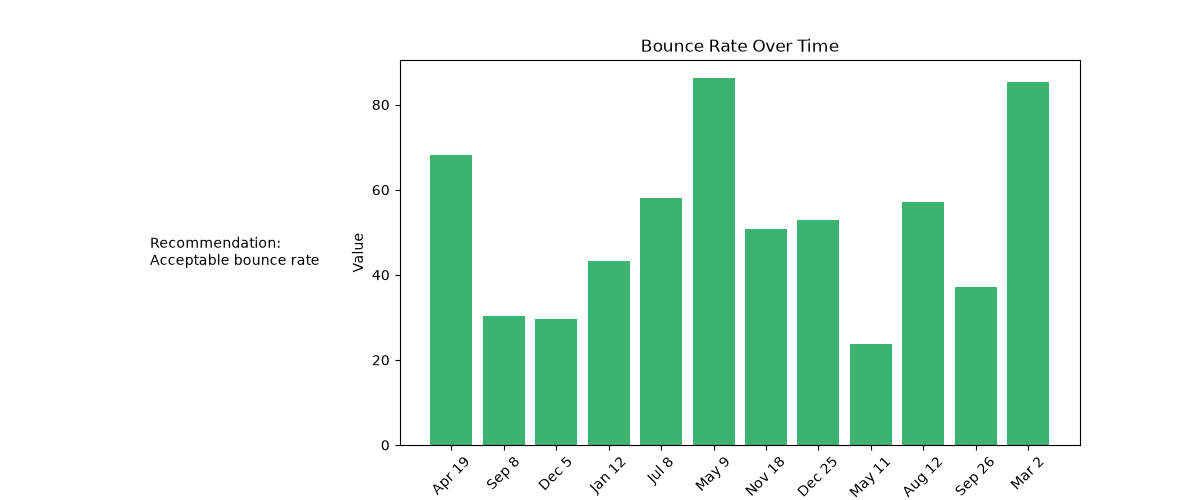 Bounce Rate Over Time
Recommendation:
Acceptable bounce rate
Value
80
60
40
20
0
Apr 19
Sep 8
Dec 5
Jan 12
Jul 8
May 9
Nov 18
Dec 25
May 11
Aug 12
Sep 26
Mar 2